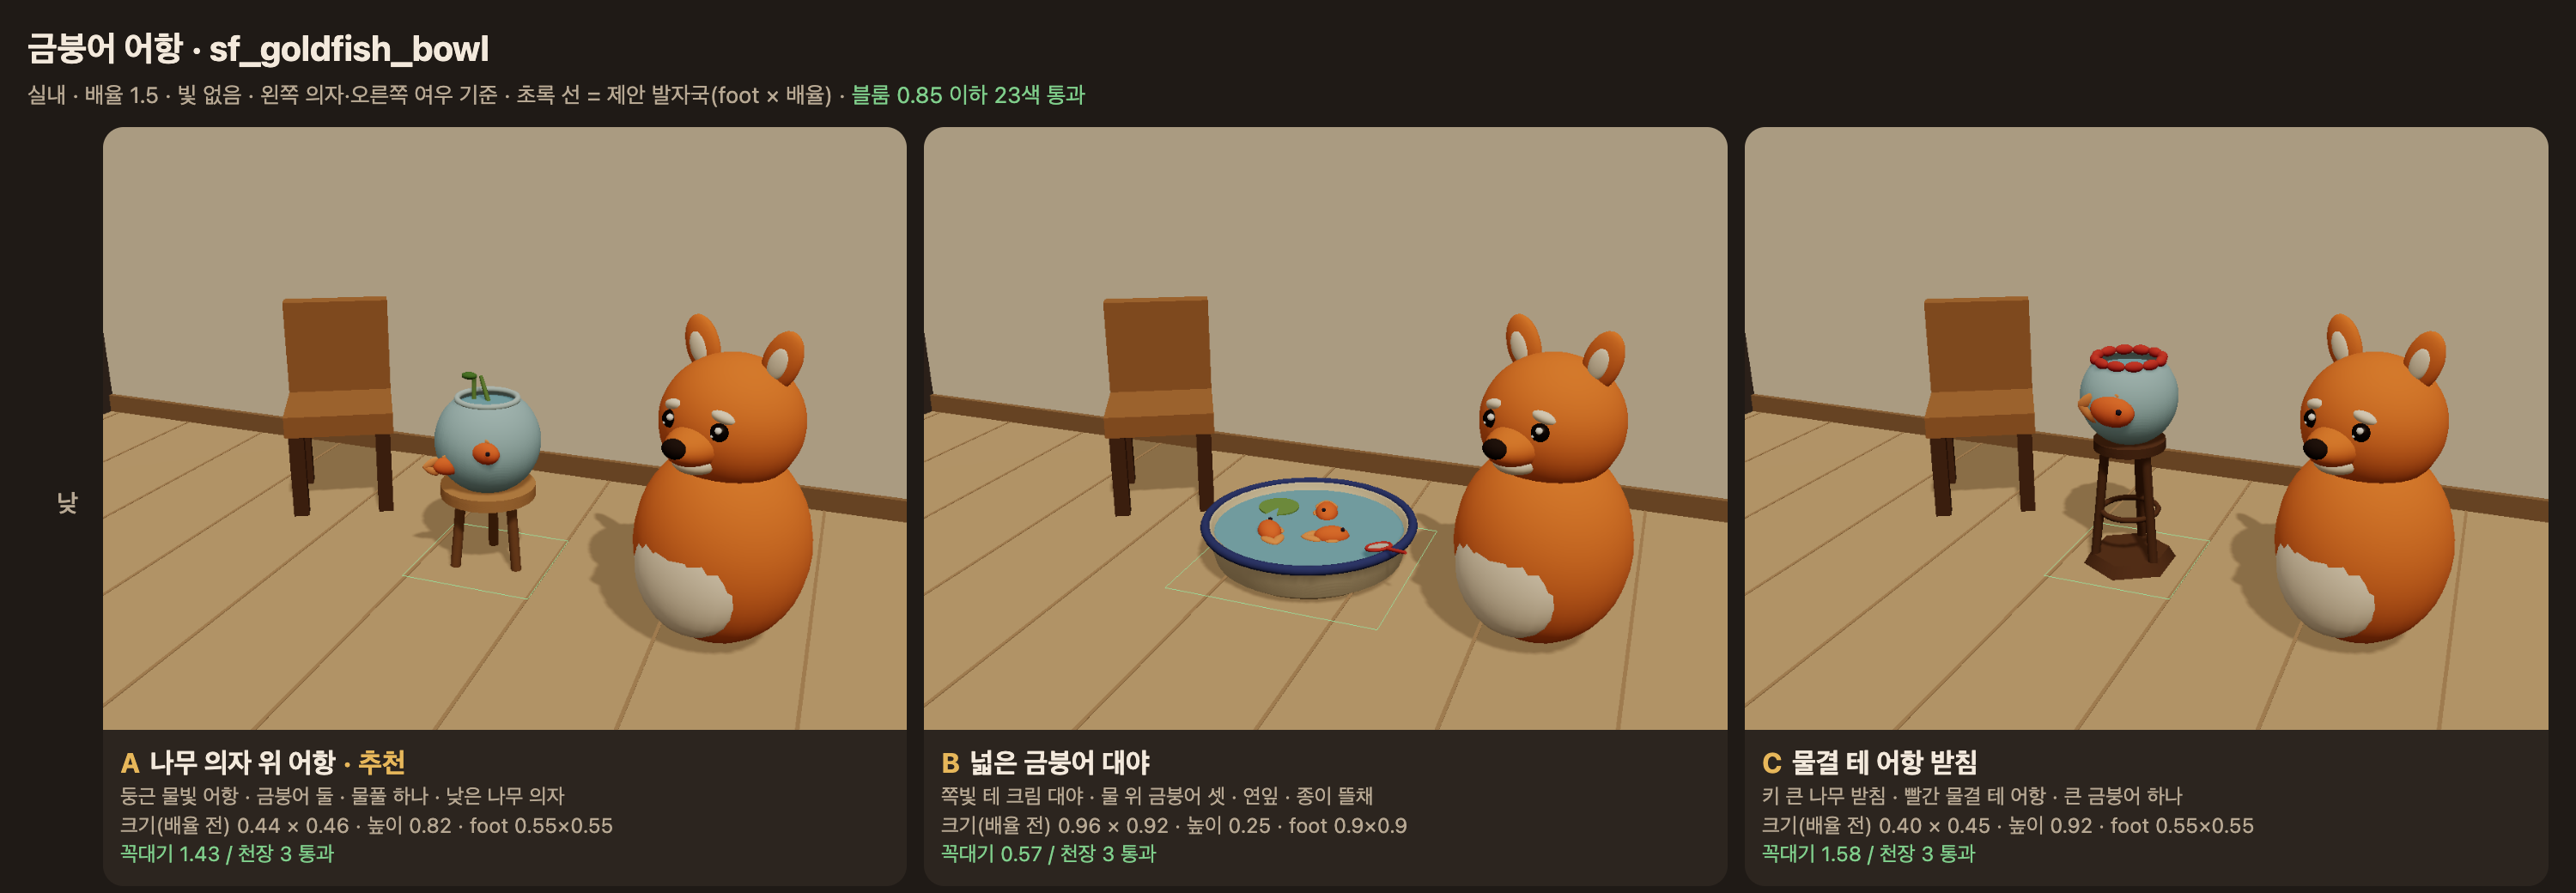 금붕어 어항 · sf_goldfish_bowl
실내 · 배율 1.5 · 빛 없음 · 왼쪽 의자·오른쪽 여우 기준 · 초록 선 = 제안 발자국(foot × 배율) · 블룸 0.85 이하 23색 통과
낮
A 나무 의자 위 어항 · 추천
둥근 물빛 어항 · 금붕어 둘 · 물풀 하나 · 낮은 나무 의자
크기(배율 전) 0.44 × 0.46 · 높이 0.82 · foot 0.55×0.55
꼭대기 1.43 / 천장 3 통과
B 넓은 금붕어 대야
쪽빛 테 크림 대야 · 물 위 금붕어 셋 · 연잎 · 종이 뜰채
크기(배율 전) 0.96 × 0.92 · 높이 0.25 · foot 0.9×0.9
꼭대기 0.57 / 천장 3 통과
C 물결 테 어항 받침
키 큰 나무 받침 · 빨간 물결 테 어항 · 큰 금붕어 하나
크기(배율 전) 0.40 × 0.45 · 높이 0.92 · foot 0.55×0.55
꼭대기 1.58 / 천장 3 통과